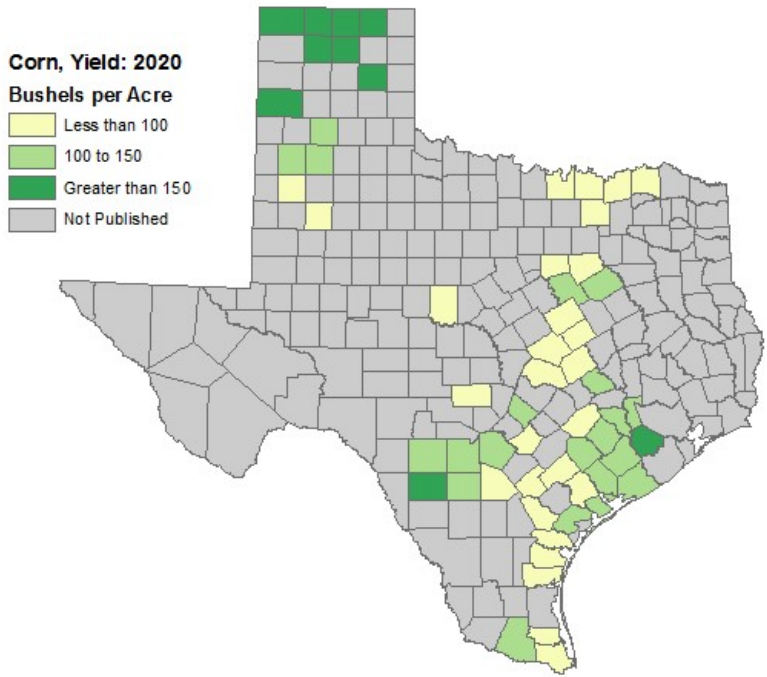 Corn, Yield: 2020
Bushels per Acre
Less than 100
100 to 150
Greater than 150
Not Published